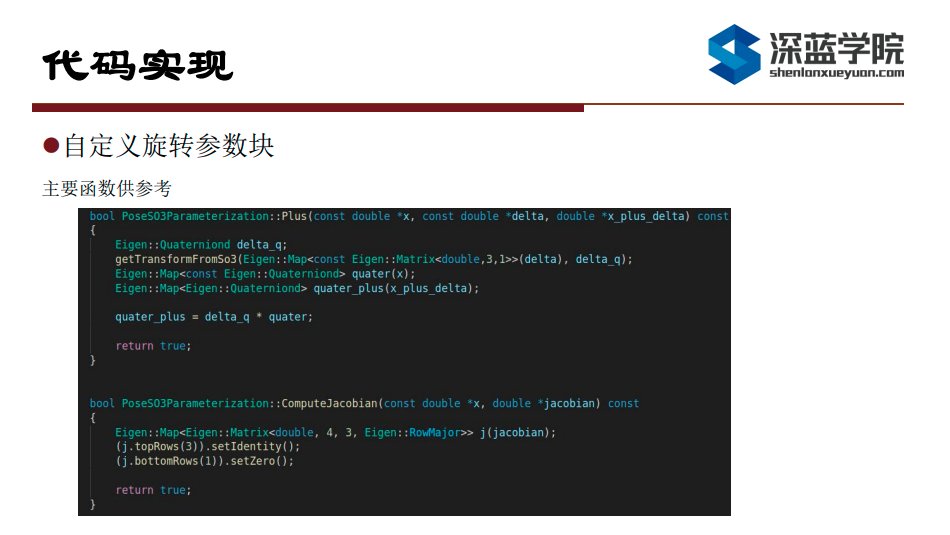 代码实现
深蓝学院
shenlanxueyuan.com
●自定义旋转参数块
主要函数供参考
bool PoseSO3Parameterization::Plus(const double *x, const double *delta, double *x_plus_delta) const
{
    Eigen::Quaterniond delta_q;
    getTransformFromSo3(Eigen::Map<const Eigen::Matrix<double,3,1>>(delta), delta_q);
    Eigen::Map<const Eigen::Quaterniond> quater(x);
    Eigen::Map<Eigen::Quaterniond> quater_plus(x_plus_delta);
    quater_plus = delta_q * quater;
    return true;
}
bool PoseSO3Parameterization::ComputeJacobian(const double *x, double *jacobian) const
{
    Eigen::Map<Eigen::Matrix<double, 4, 3, Eigen::RowMajor>> j(jacobian);
    (j.topRows(3)).setIdentity();
    (j.bottomRows(1)).setZero();
    return true;
}